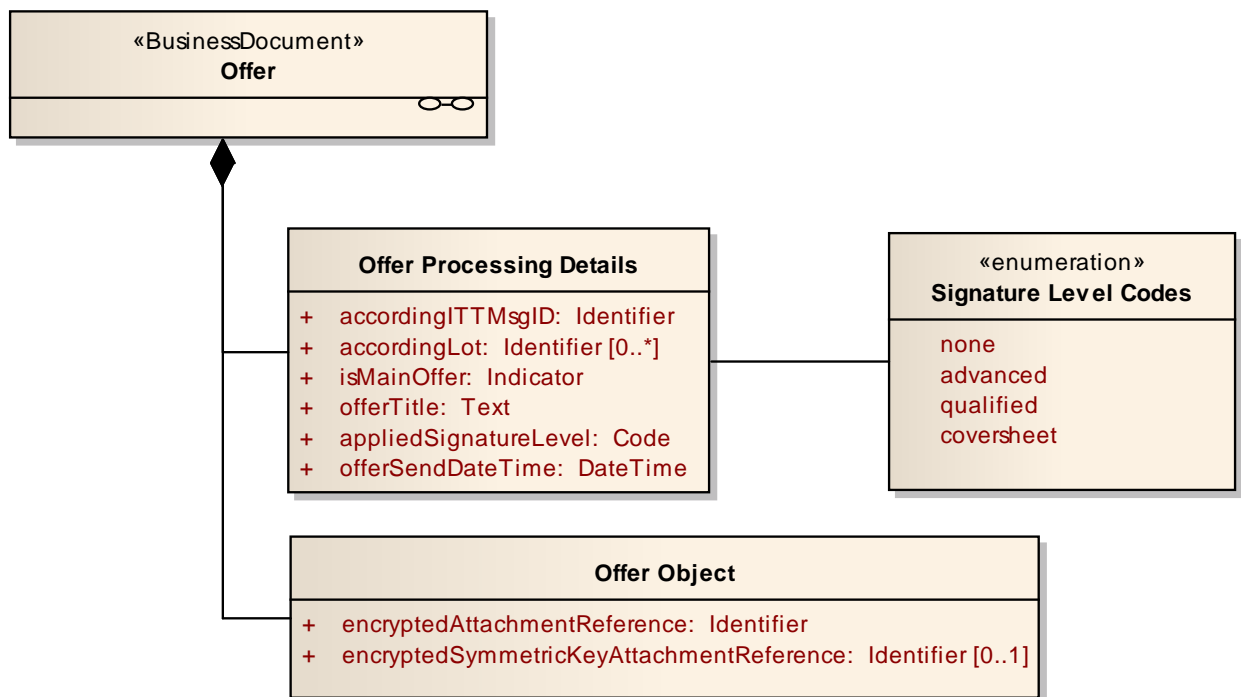 «BusinessDocument»
Offer
Offer Processing Details
+ accordingITTMsgID: Identifier
+ accordingLot: Identifier [0..*]
+ isMainOffer: Indicator
+ offerTitle: Text
+ appliedSignatureLevel: Code
+ offerSendDateTime: DateTime
«enumeration»
Signature Level Codes
none
advanced
qualified
coversheet
Offer Object
+ encryptedAttachmentReference: Identifier
+ encryptedSymmetricKeyAttachmentReference: Identifier [0..1]